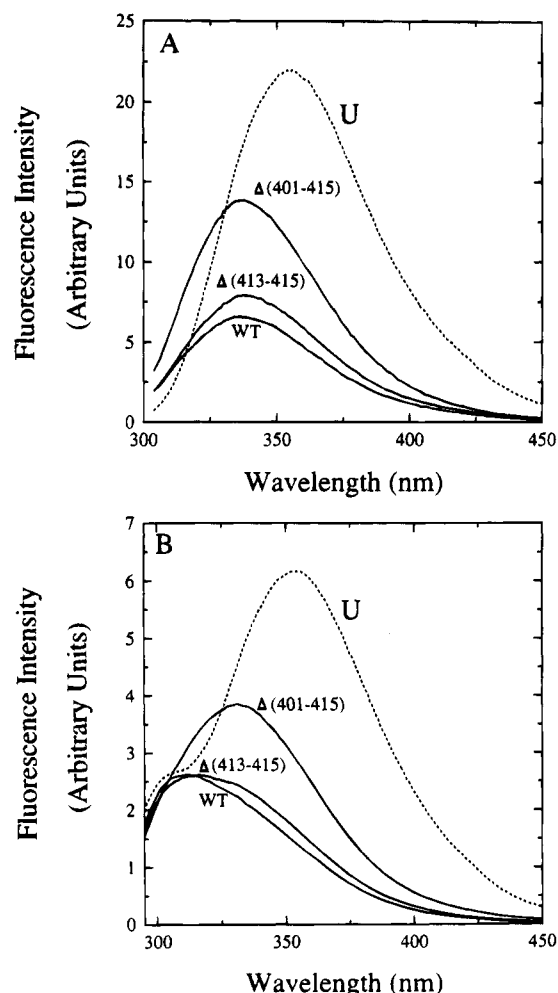 A
25
20
15
10
5
0
Fluorescence Intensity
(Arbitrary Units)
U
Δ(401-415)
Δ(413-415)
WT
300
350
400
450
Wavelength (nm)
B
7
6
5
4
3
2
1
0
Fluorescence Intensity
(Arbitrary Units)
U
Δ(401-415)
Δ(413-415)
WT
300
350
400
450
Wavelength (nm)